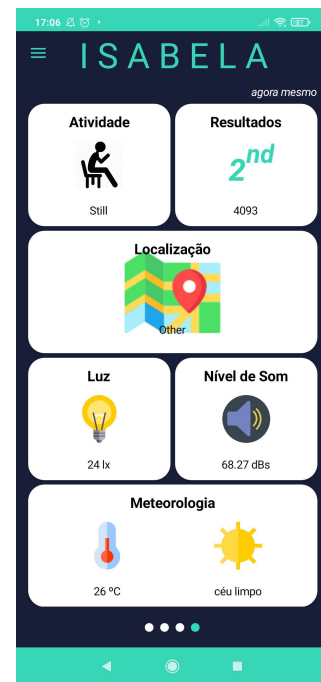 17:06
87
ISABELA
agora mesmo
Atividade
Resultados
2nd
Still
4093
Localização
Other
Luz
Nível de Som
24 lx
68.27 dBs
Meteorologia
26 ºC
céu limpo